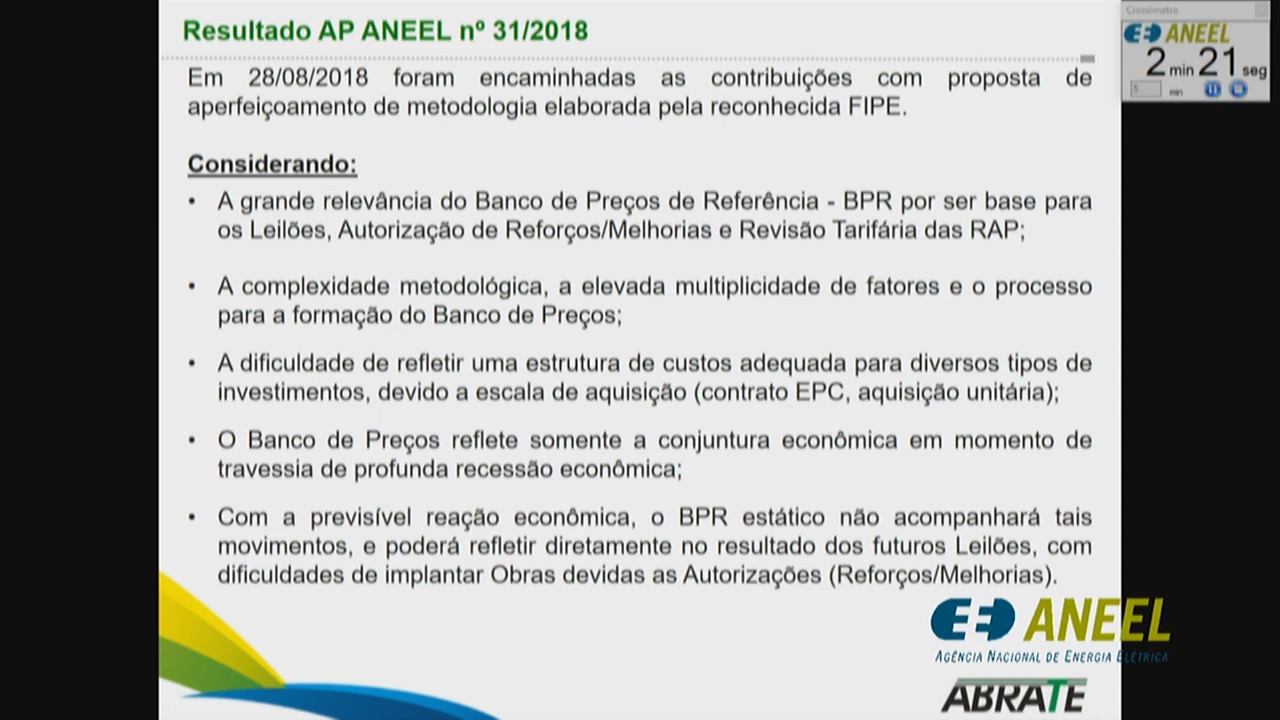 Resultado AP ANEEL nº 31/2018
Em 28/08/2018 foram encaminhadas as contribuições com proposta de
aperfeiçoamento de metodologia elaborada pela reconhecida FIPE.
Considerando:
• A grande relevância do Banco de Preços de Referência - BPR por ser base para
os Leilões, Autorização de Reforços/Melhorias e Revisão Tarifária das RAP;
• A complexidade metodológica, a elevada multiplicidade de fatores e o processo
para a formação do Banco de Preços;
• A dificuldade de refletir uma estrutura de custos adequada para diversos tipos de
investimentos, devido a escala de aquisição (contrato EPC, aquisição unitária);
• O Banco de Preços reflete somente a conjuntura econômica em momento de
travessia de profunda recessão econômica;
• Com a previsível reação econômica, o BPR estático não acompanhará tais
movimentos, e poderá refletir diretamente no resultado dos futuros Leilões, com
dificuldades de implantar Obras devidas as Autorizações (Reforços/Melhorias).
Cronômetro
ANEEL
2 min 21 seg
5 min
ANEEL
AGÊNCIA NACIONAL DE ENERGIA ELÉTRICA
ABRATE